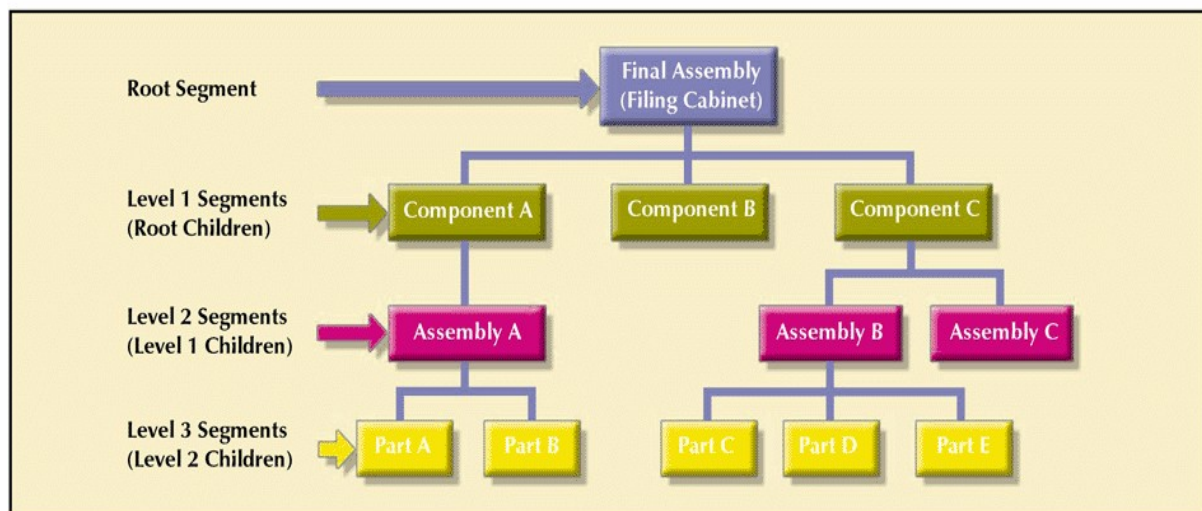 Root Segment
Final Assembly
(Filing Cabinet)
Level 1 Segments
(Root Children)
Component A
Component B
Component C
Level 2 Segments
(Level 1 Children)
Assembly A
Assembly B
Assembly C
Level 3 Segments
(Level 2 Children)
Part A
Part B
Part C
Part D
Part E